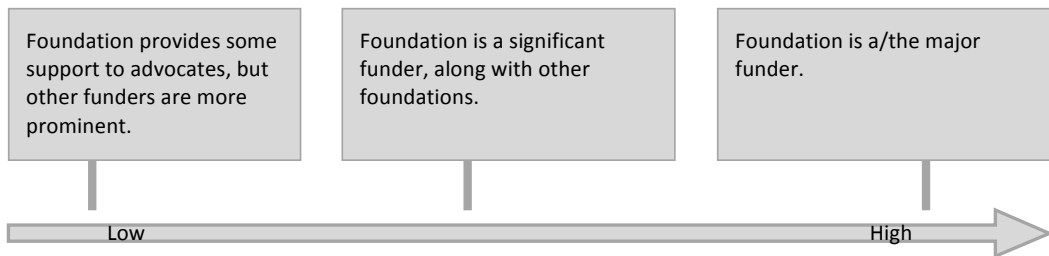 Foundation provides some
support to advocates, but
other funders are more
prominent.
Foundation is a significant
funder, along with other
foundations.
Foundation is a/the major
funder.
Low
High